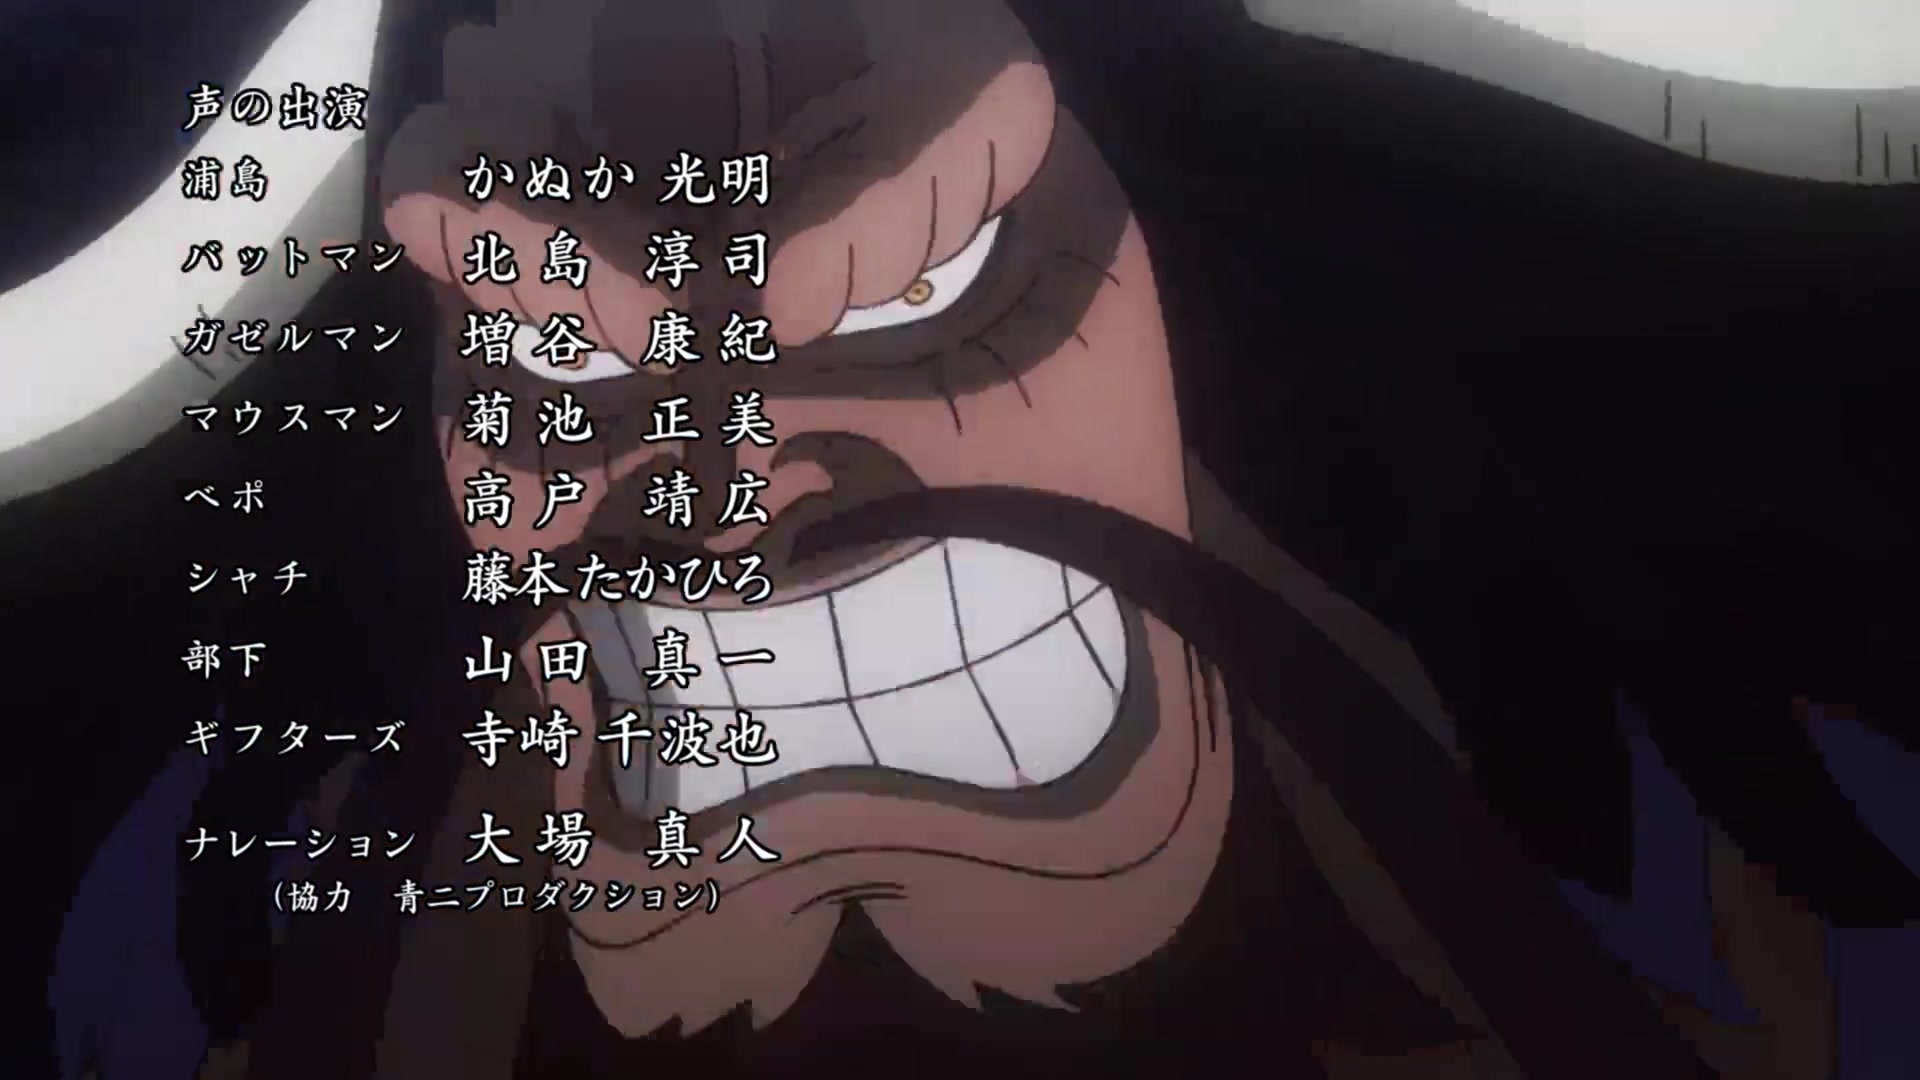 声の出演
浦島 かぬか 光明
バットマン 北島 淳司
ガゼルマン 増谷 康紀
マウスマン 菊池 正美
ベポ 高戸 靖広
シャチ 藤本たかひろ
部下 山田 真一
ギフターズ 寺崎 千波也
ナレーション 大場 真人
(協力 青二プロダクション)